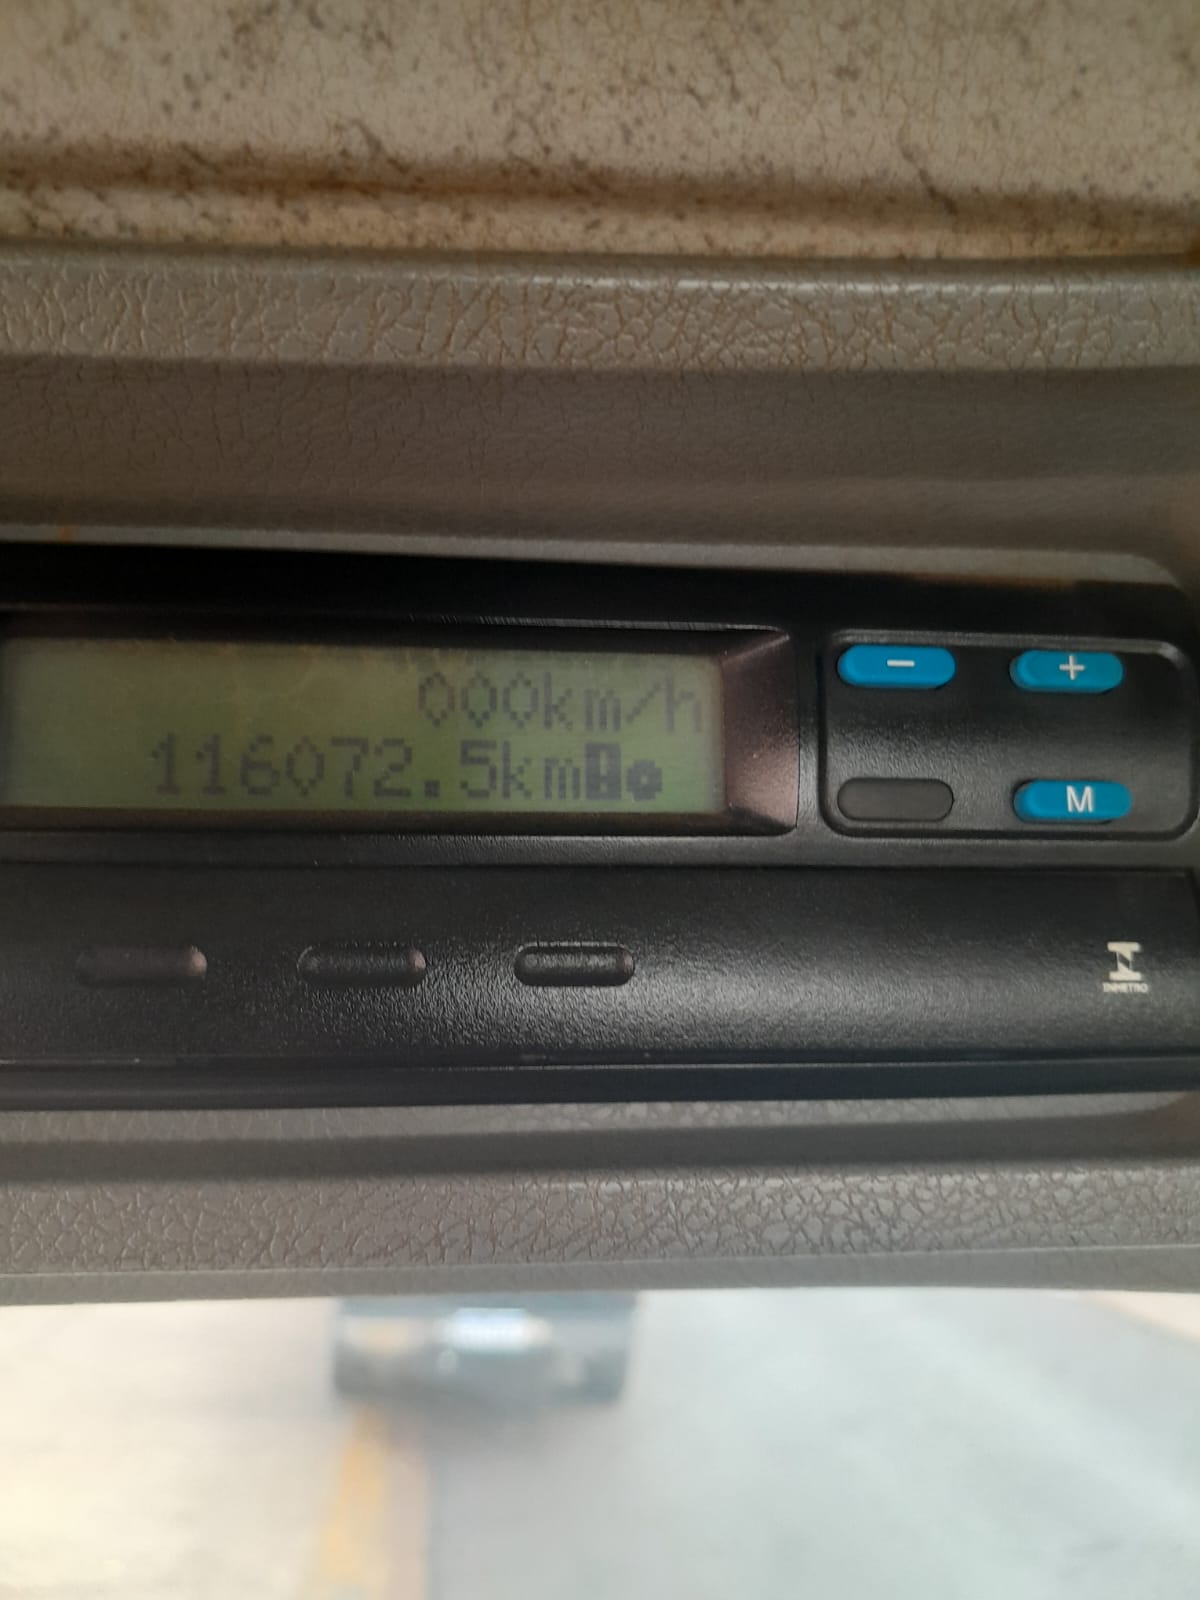 000km/h
116072.5km
- +
M
INMETRO